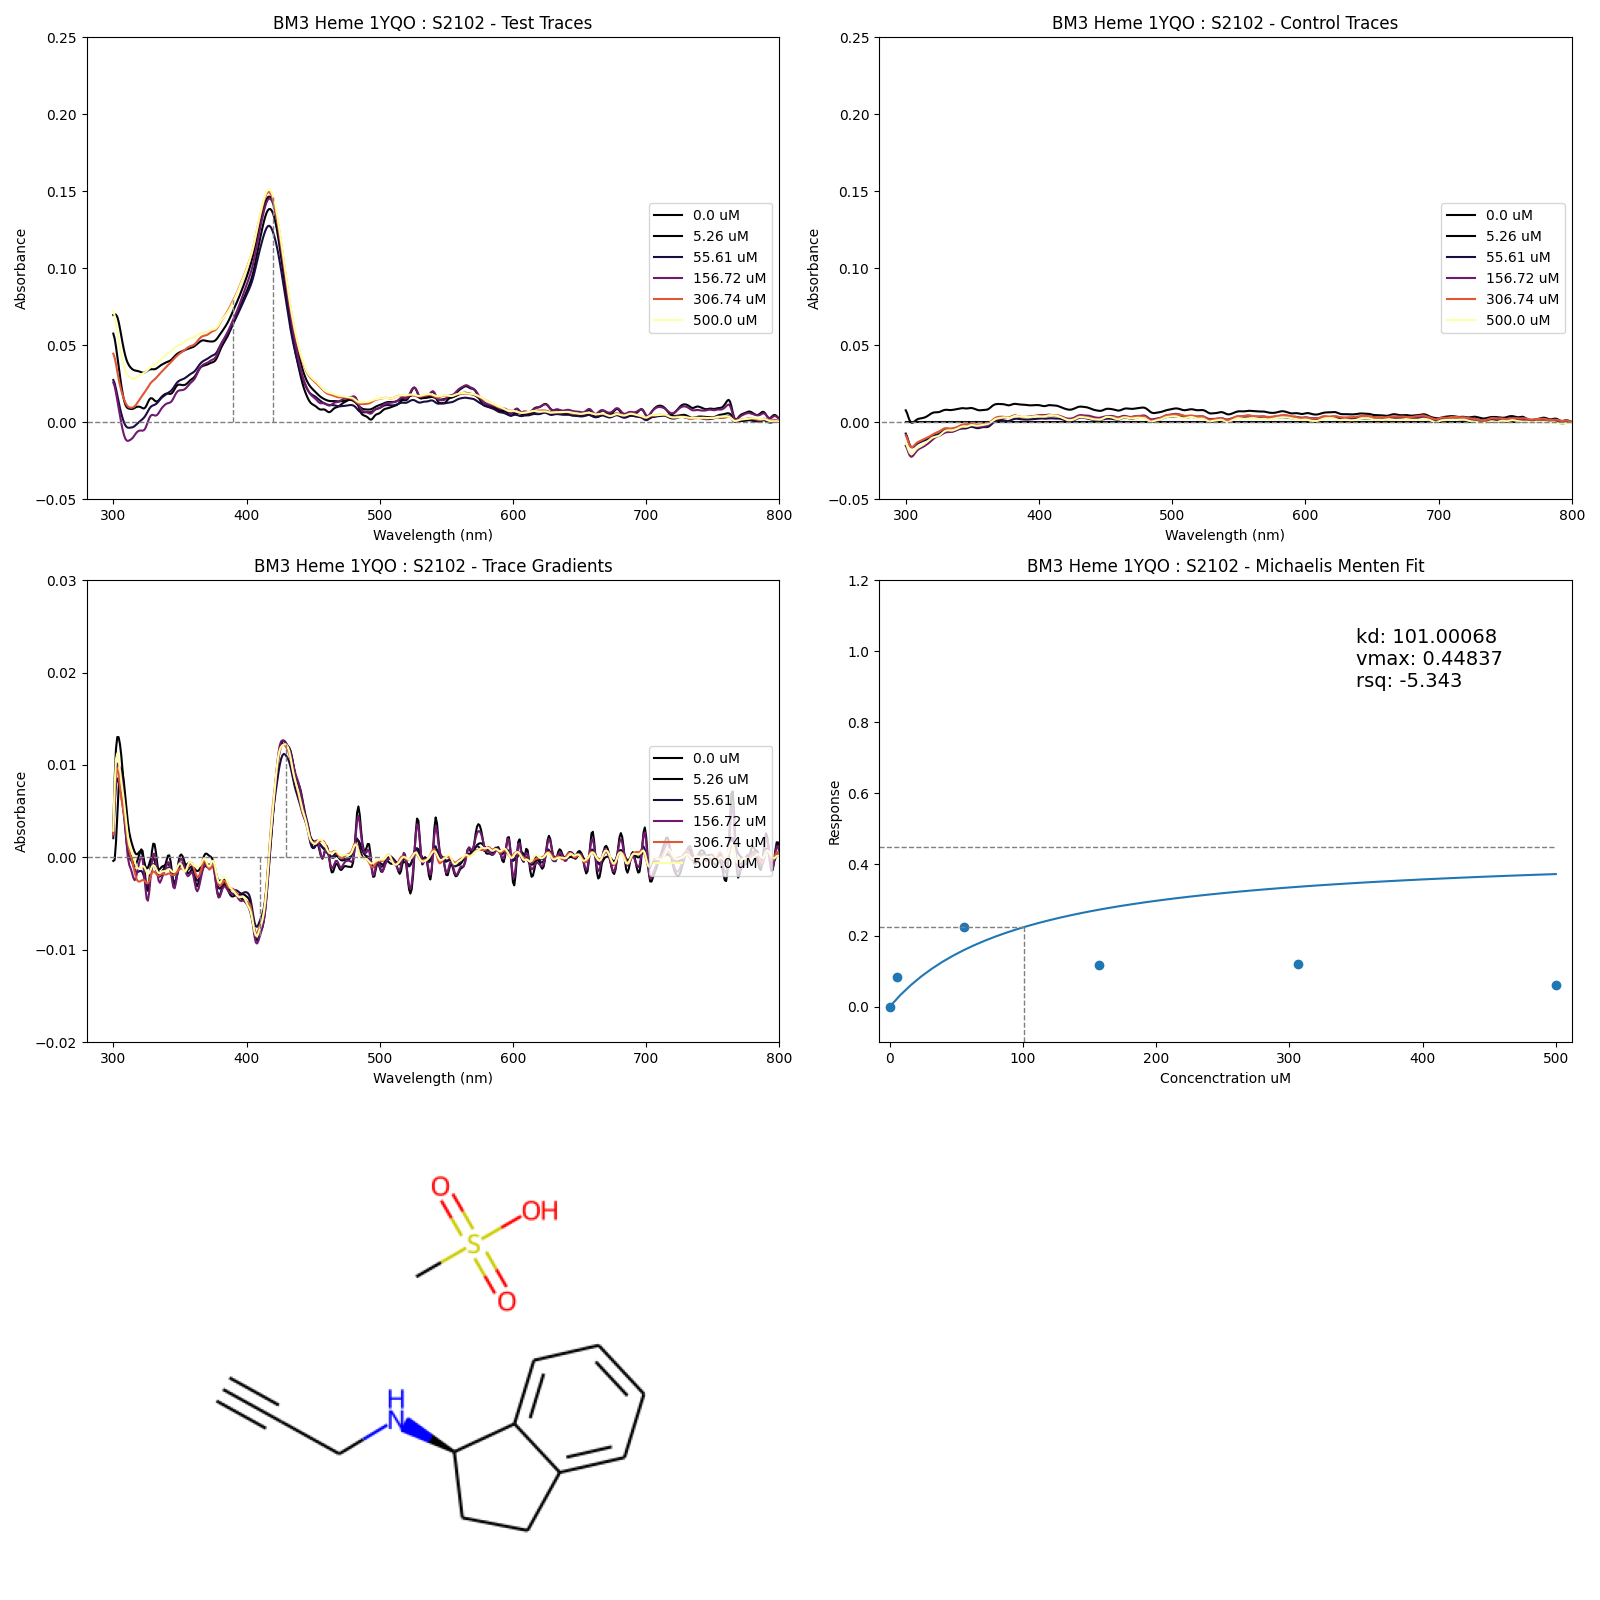 BM3 Heme 1YQO : S2102 - Test Traces
0.25
0.20
0.15
0.10
0.05
0.00
−0.05
Absorbance
300 400 500 600 700 800
Wavelength (nm)
0.0 uM
5.26 uM
55.61 uM
156.72 uM
306.74 uM
500.0 uM
BM3 Heme 1YQO : S2102 - Control Traces
0.25
0.20
0.15
0.10
0.05
0.00
−0.05
Absorbance
300 400 500 600 700 800
Wavelength (nm)
0.0 uM
5.26 uM
55.61 uM
156.72 uM
306.74 uM
500.0 uM
BM3 Heme 1YQO : S2102 - Trace Gradients
0.03
0.02
0.01
0.00
−0.01
−0.02
Absorbance
300 400 500 600 700 800
Wavelength (nm)
0.0 uM
5.26 uM
55.61 uM
156.72 uM
306.74 uM
500.0 uM
BM3 Heme 1YQO : S2102 - Michaelis Menten Fit
1.2
1.0
0.8
0.6
0.4
0.2
0.0
Response
kd: 101.00068
vmax: 0.44837
rsq: -5.343
0 100 200 300 400 500
Concenctration uM
O
OH
S
O
H
N